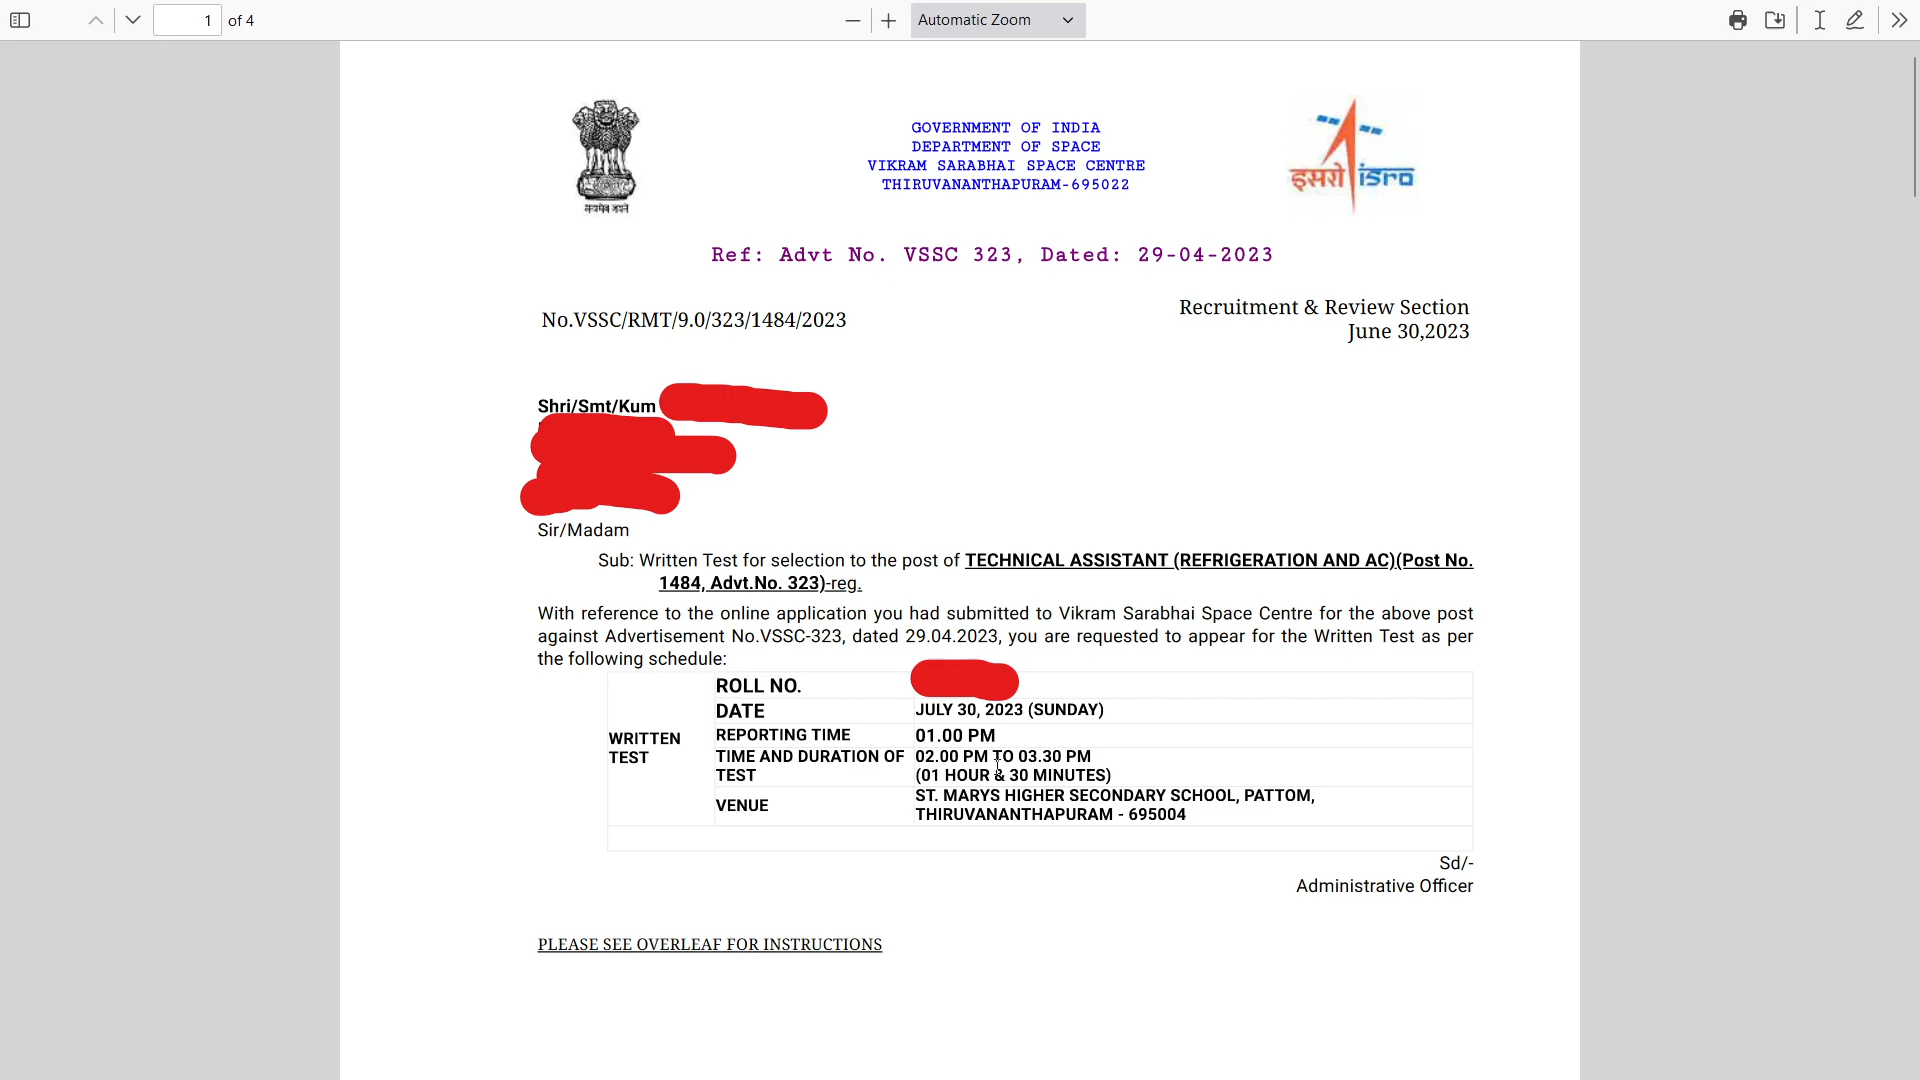 1 of 4
Automatic Zoom
सत्यमेव जयते
GOVERNMENT OF INDIA
DEPARTMENT OF SPACE
VIKRAM SARABHAI SPACE CENTRE
THIRUVANANTHAPURAM-695022
इसरो isro
Ref: Advt No. VSSC 323, Dated: 29-04-2023
No.VSSC/RMT/9.0/323/1484/2023
Recruitment & Review Section
June 30,2023
Shri/Smt/Kum
Sir/Madam
Sub: Written Test for selection to the post of TECHNICAL ASSISTANT (REFRIGERATION AND AC)(Post No.
1484, Advt.No. 323)-reg.
With reference to the online application you had submitted to Vikram Sarabhai Space Centre for the above post
against Advertisement No.VSSC-323, dated 29.04.2023, you are requested to appear for the Written Test as per
the following schedule:
WRITTEN
TEST
ROLL NO.
DATE JULY 30, 2023 (SUNDAY)
REPORTING TIME 01.00 PM
TIME AND DURATION OF 02.00 PM TO 03.30 PM
TEST (01 HOUR & 30 MINUTES)
VENUE ST. MARYS HIGHER SECONDARY SCHOOL, PATTOM,
THIRUVANANTHAPURAM - 695004
Sd/-
Administrative Officer
PLEASE SEE OVERLEAF FOR INSTRUCTIONS